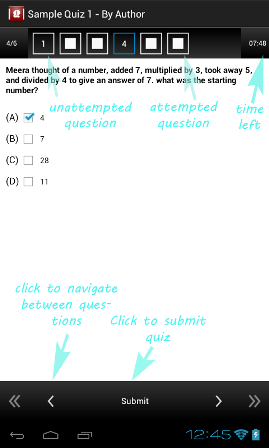 Sample Quiz 1 - By Author
4/6 1 4 07:48
Meera thought of a number, added 7, multiplied by 3, took away 5,
and divided by 4 to give an answer of 7. what was the starting
number?
(A) 4
(B) 7
(C) 28
(D) 11
unattempted
question
attempted
question
time
left
click to navigate
between ques-
tions
Click to submit
quiz
Submit
12:45